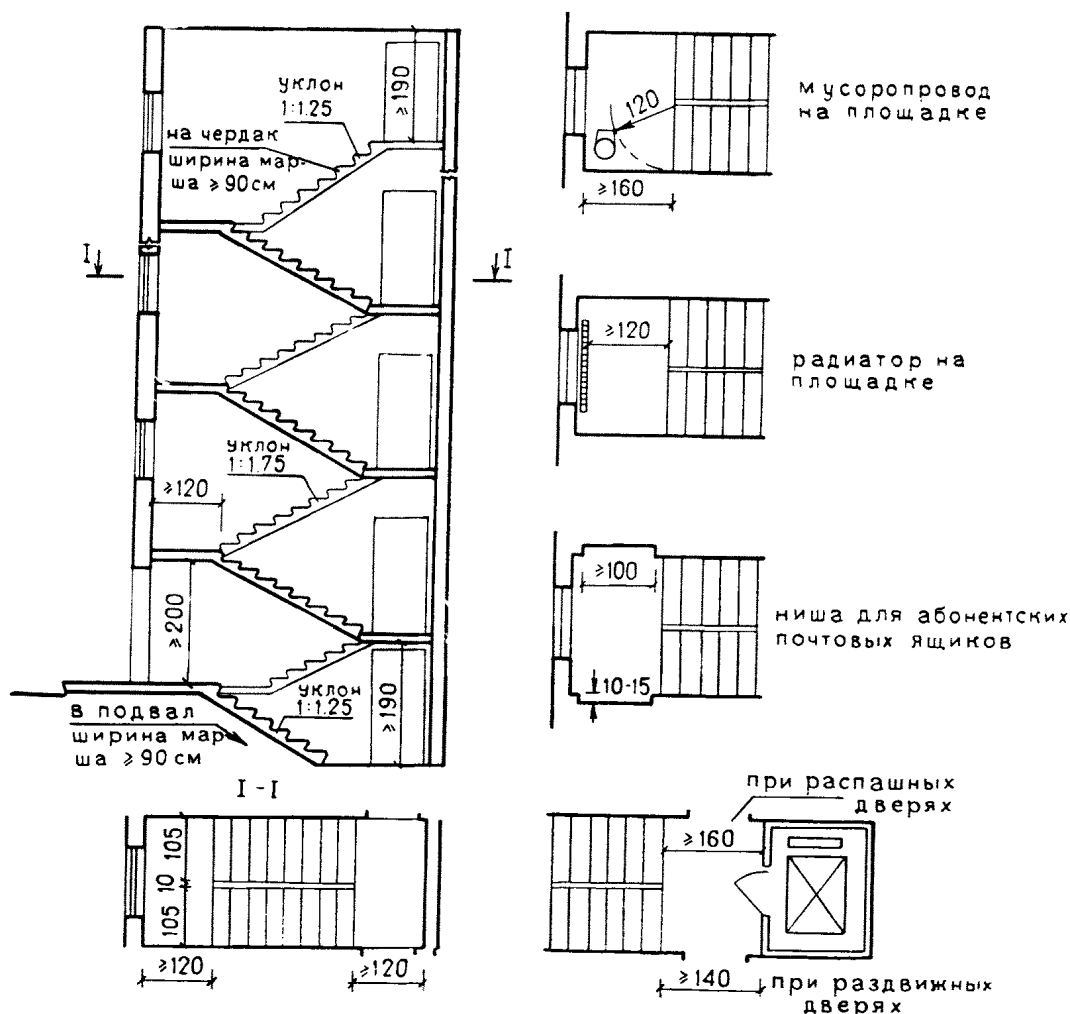 уклон
1:1.25
на чердак
ширина мар-
ша ≥ 90 см
≥190
I
I
уклон
1:1.75
≥120
≥200
уклон
1:1.25
≥190
в подвал
ширина мар-
ша ≥ 90 см
I - I
105
10
105
≥120
≥120
120
≥160
мусоропровод
на площадке
≥120
радиатор на
площадке
≥100
10-15
ниша для абонентских
почтовых ящиков
при распашных
дверях
≥160
≥140
при раздвижных
дверях